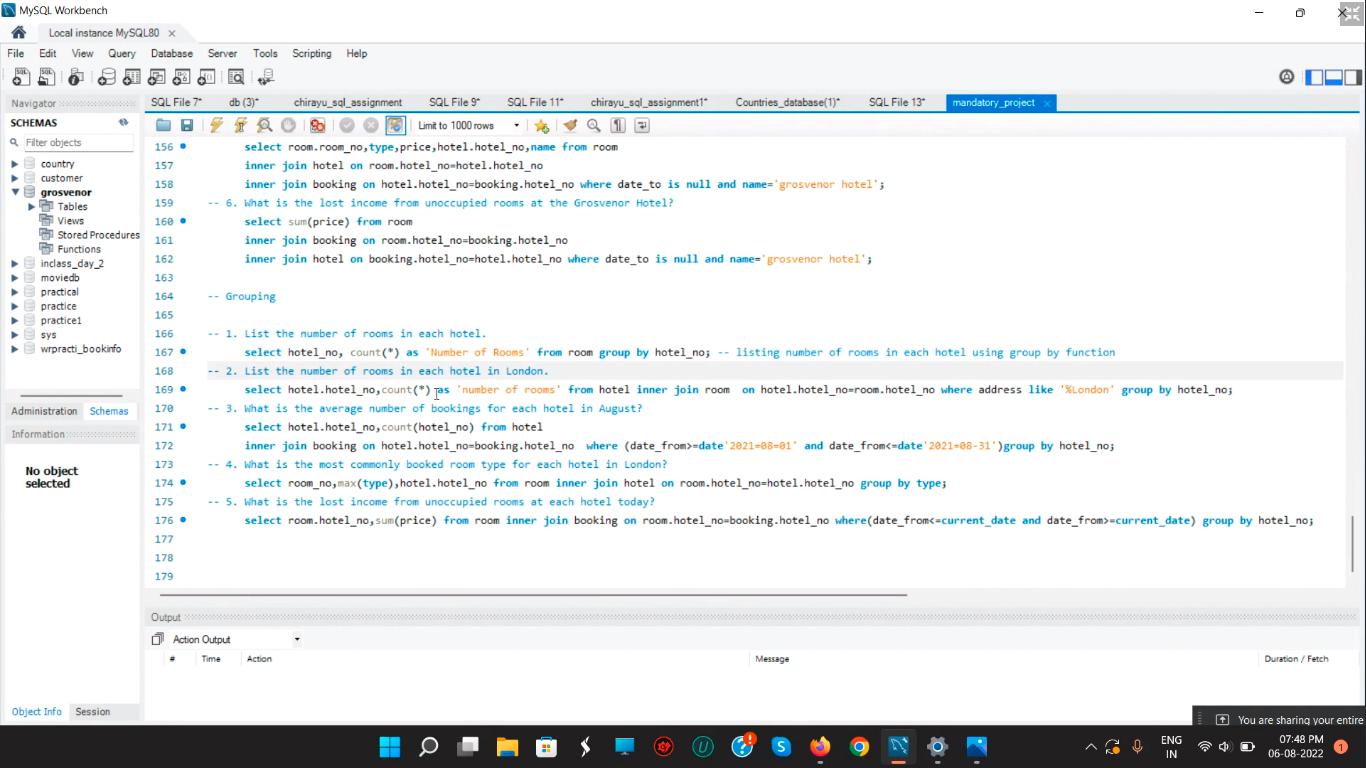 MySQL Workbench
Local instance MySQL80
File Edit View Query Database Server Tools Scripting Help
Navigator
SQL File 7* db (3)* chirayu_sql_assignment SQL File 9* SQL File 11* chirayu_sql_assignment1* Countries_database(1)* SQL File 13* mandatory_project
SCHEMAS
Limit to 1000 rows
Filter objects
country
customer
grosvenor
Tables
Views
Stored Procedures
Functions
inclass_day_2
moviedb
practical
practice
practice1
sys
wrpracti_bookinfo
Administration Schemas
Information
No object
selected
Object Info Session
156 select room.room_no,type,price,hotel.hotel_no,name from room
157 inner join hotel on room.hotel_no=hotel.hotel_no
158 inner join booking on hotel.hotel_no=booking.hotel_no where date_to is null and name='grosvenor hotel';
159 -- 6. What is the lost income from unoccupied rooms at the Grosvenor Hotel?
160 select sum(price) from room
161 inner join booking on room.hotel_no=booking.hotel_no
162 inner join hotel on booking.hotel_no=hotel.hotel_no where date_to is null and name='grosvenor hotel';
163
164 -- Grouping
165
166 -- 1. List the number of rooms in each hotel.
167 select hotel_no, count(*) as 'Number of Rooms' from room group by hotel_no; -- listing number of rooms in each hotel using group by function
168 -- 2. List the number of rooms in each hotel in London.
169 select hotel.hotel_no,count(*) as 'number of rooms' from hotel inner join room on hotel.hotel_no=room.hotel_no where address like '%London' group by hotel_no;
170 -- 3. What is the average number of bookings for each hotel in August?
171 select hotel.hotel_no,count(hotel_no) from hotel
172 inner join booking on hotel.hotel_no=booking.hotel_no where (date_from>=date'2021=08=01' and date_from<=date'2021=08-31')group by hotel_no;
173 -- 4. What is the most commonly booked room type for each hotel in London?
174 select room_no,max(type),hotel.hotel_no from room inner join hotel on room.hotel_no=hotel.hotel_no group by type;
175 -- 5. What is the lost income from unoccupied rooms at each hotel today?
176 select room.hotel_no,sum(price) from room inner join booking on room.hotel_no=booking.hotel_no where(date_from<=current_date and date_from>=current_date) group by hotel_no;
177
178
179
Output
Action Output
# Time Action Message Duration / Fetch
You are sharing your entire
ENG
IN
07:48 PM
06-08-2022
1